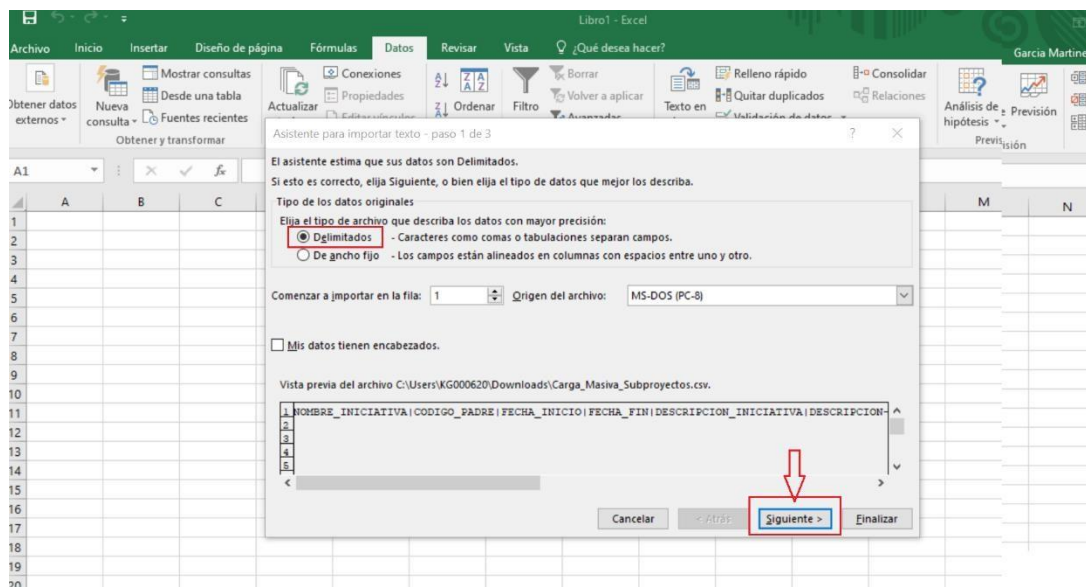 Libro1 - Excel
Archivo Inicio Insertar Diseño de página Fórmulas Datos Revisar Vista ¿Qué desea hacer? Garcia Martine
Mostrar consultas Conexiones Borrar Relleno rápido Consolidar
Obtener datos externos Nueva consulta Desde una tabla Actualizar Propiedades Ordenar Filtro Volver a aplicar Texto en Quitar duplicados Relaciones Análisis de hipótesis Previsión
Fuentes recientes Editar vínculos Avanzadas Validación de datos
Obtener y transformar
Asistente para importar texto - paso 1 de 3 ? ×
A1 fx
El asistente estima que sus datos son Delimitados.
Si esto es correcto, elija Siguiente, o bien elija el tipo de datos que mejor los describa.
Tipo de los datos originales
Elija el tipo de archivo que describa los datos con mayor precisión:
Delimitados - Caracteres como comas o tabulaciones separan campos.
De ancho fijo - Los campos están alineados en columnas con espacios entre uno y otro.
Comenzar a importar en la fila: 1 Origen del archivo: MS-DOS (PC-8)
Mis datos tienen encabezados.
Vista previa del archivo C:\Users\KG000620\Downloads\Carga_Masiva_Subproyectos.csv.
1 NOMBRE_INICIATIVA|CODIGO_PADRE|FECHA_INICIO|FECHA_FIN|DESCRIPCION_INICIATIVA|DESCRIPCION-
2
3
4
5
Cancelar < Atrás Siguiente > Finalizar
A B C M N
1
2
3
4
5
6
7
8
9
10
11
12
13
14
15
16
17
18
19
20